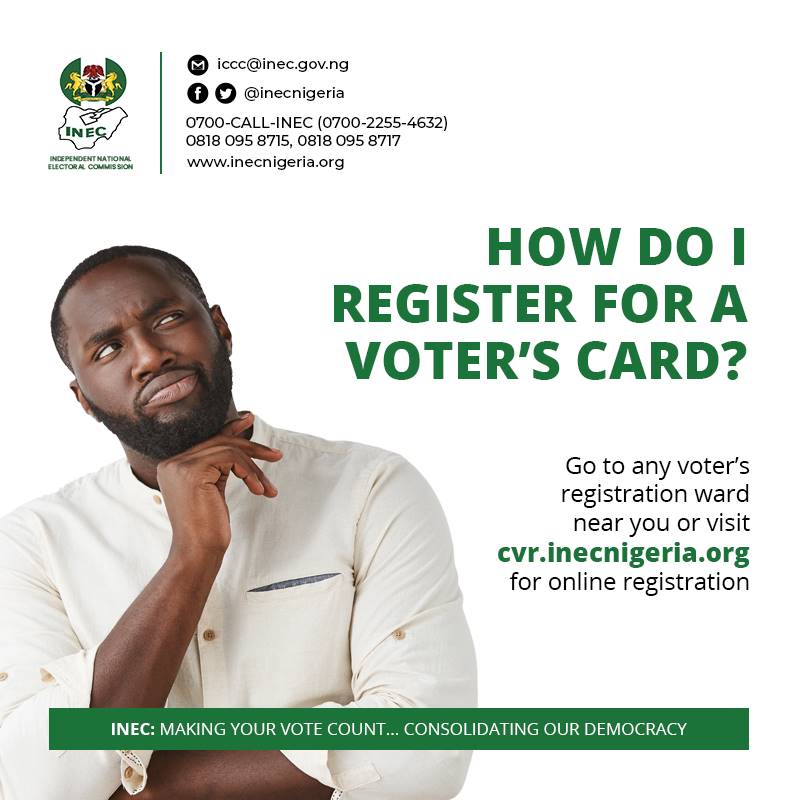 INEC
INDEPENDENT NATIONAL
ELECTORAL COMMISSION
iccc@inec.gov.ng
@inecnigeria
0700-CALL-INEC (0700-2255-4632)
0818 095 8715, 0818 095 8717
www.inecnigeria.org
HOW DO I
REGISTER FOR A
VOTER'S CARD?
Go to any voter's
registration ward
near you or visit
cvr.inecnigeria.org
for online registration
INEC: MAKING YOUR VOTE COUNT... CONSOLIDATING OUR DEMOCRACY